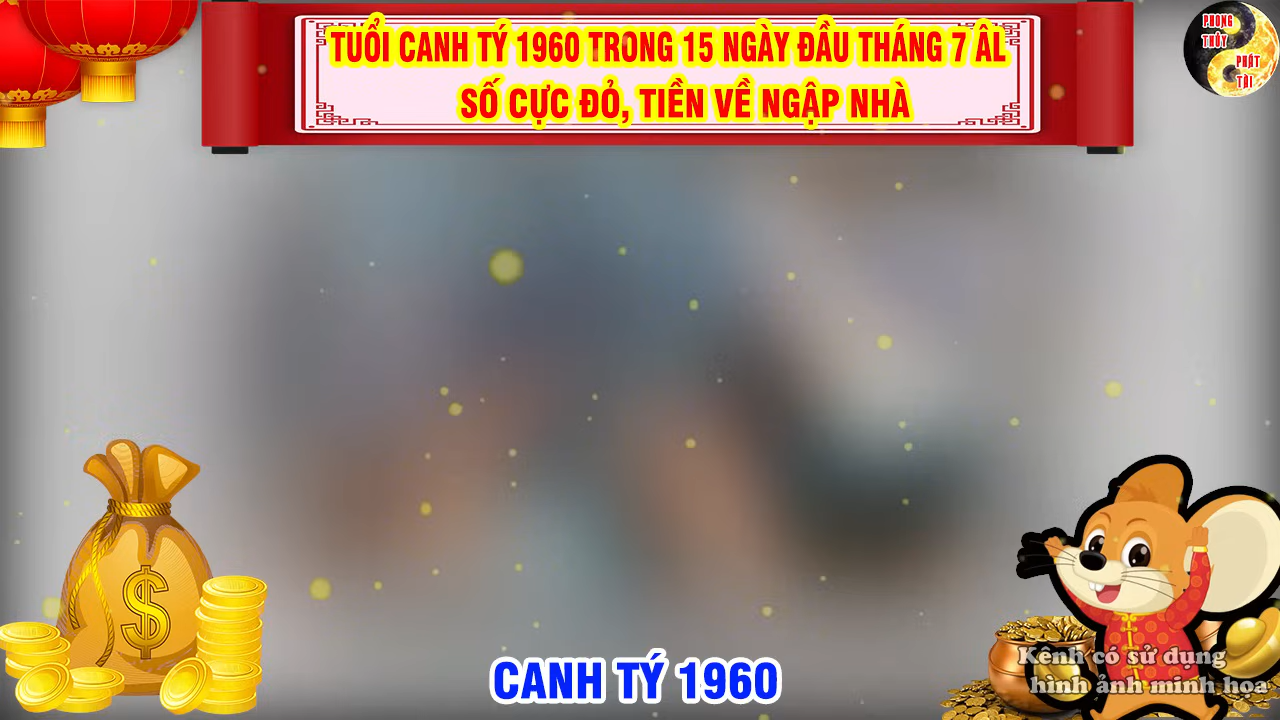 TUỔI CANH TÝ 1960 TRONG 15 NGÀY ĐẦU THÁNG 7 ÂL
SỐ CỰC ĐỎ, TIỀN VỀ NGẬP NHÀ
PHONG
THỦY
PHÁT
TÀI
$
CANH TÝ 1960
Kênh có sử dụng
hình ảnh minh họa